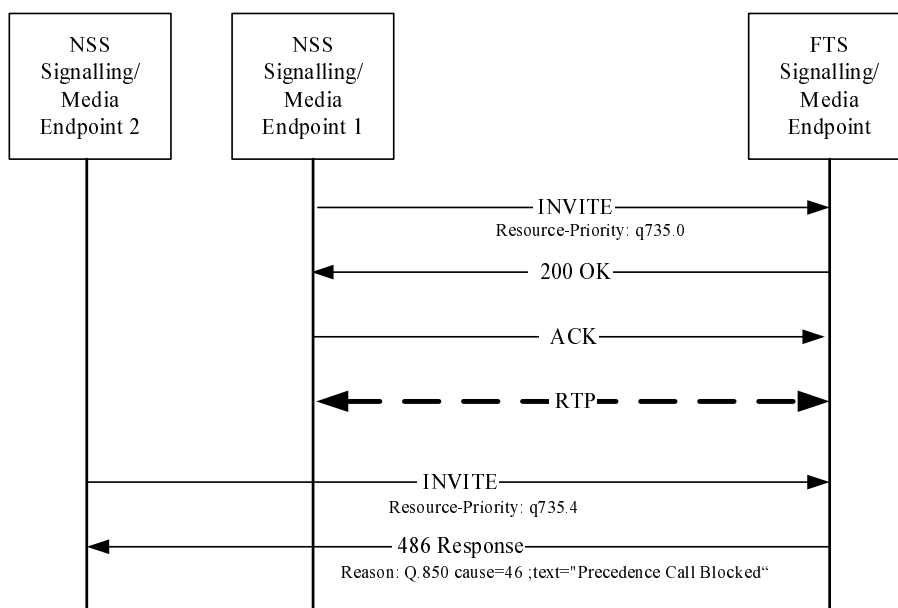 NSS
Signalling/
Media
Endpoint 2
NSS
Signalling/
Media
Endpoint 1
FTS
Signalling/
Media
Endpoint
INVITE
Resource-Priority: q735.0
200 OK
ACK
RTP
INVITE
Resource-Priority: q735.4
486 Response
Reason: Q.850 cause=46 ;text="Precedence Call Blocked“